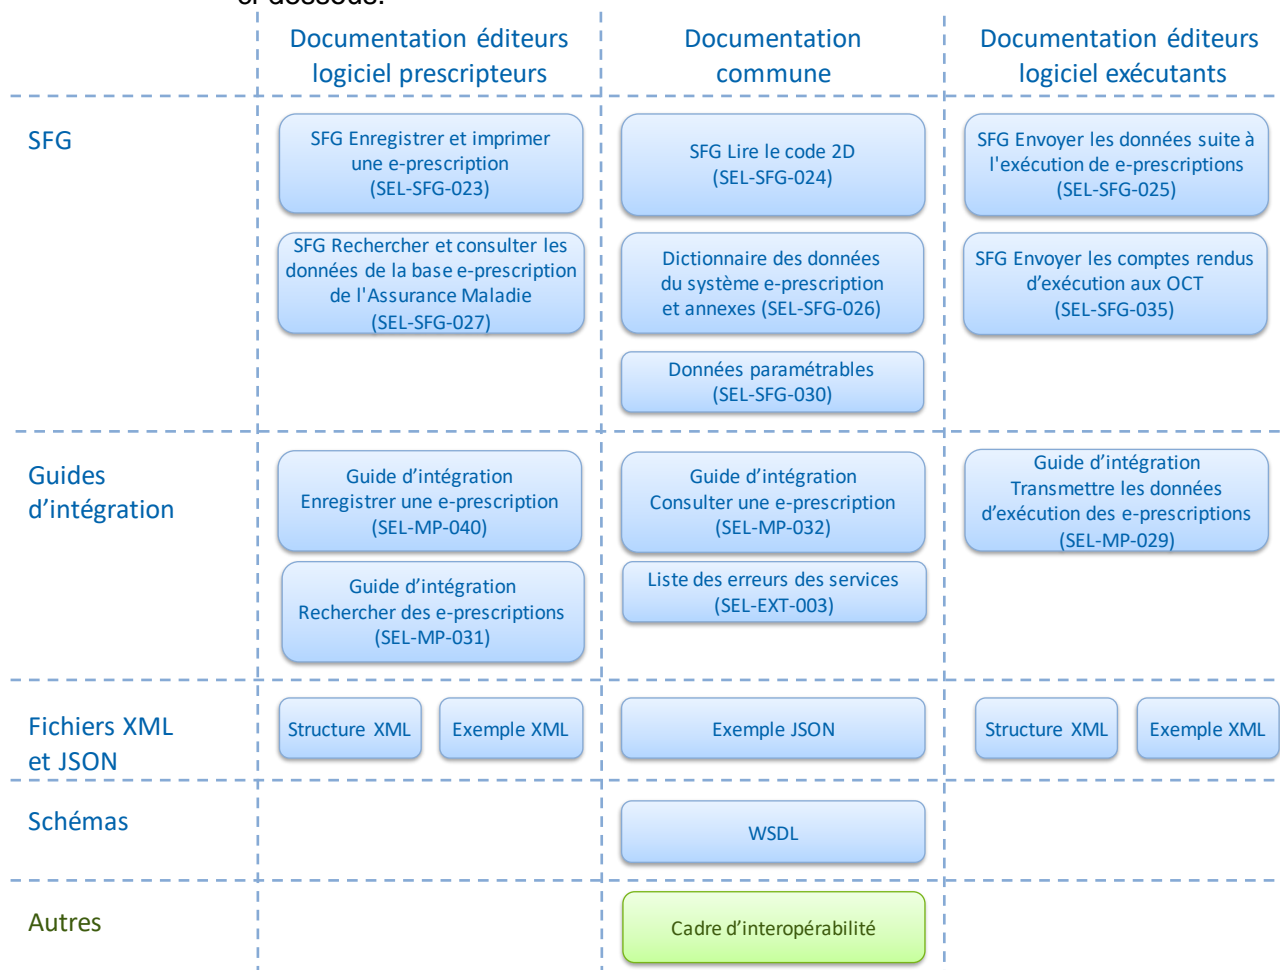 ci-dessous.
Documentation éditeurs
logiciel prescripteurs
Documentation
commune
Documentation éditeurs
logiciel exécutants
SFG
SFG Enregistrer et imprimer
une e-prescription
(SEL-SFG-023)
SFG Lire le code 2D
(SEL-SFG-024)
SFG Envoyer les données suite à
l'exécution de e-prescriptions
(SEL-SFG-025)
SFG Rechercher et consulter les
données de la base e-prescription
de l'Assurance Maladie
(SEL-SFG-027)
Dictionnaire des données
du système e-prescription
et annexes (SEL-SFG-026)
SFG Envoyer les comptes rendus
d’exécution aux OCT
(SEL-SFG-035)
Données paramétrables
(SEL-SFG-030)
Guides
d’intégration
Guide d’intégration
Enregistrer une e-prescription
(SEL-MP-040)
Guide d’intégration
Consulter une e-prescription
(SEL-MP-032)
Guide d’intégration
Transmettre les données
d’exécution des e-prescriptions
(SEL-MP-029)
Guide d’intégration
Rechercher des e-prescriptions
(SEL-MP-031)
Liste des erreurs des services
(SEL-EXT-003)
Fichiers XML
et JSON
Structure XML
Exemple XML
Exemple JSON
Structure XML
Exemple XML
Schémas
WSDL
Autres
Cadre d’interopérabilité